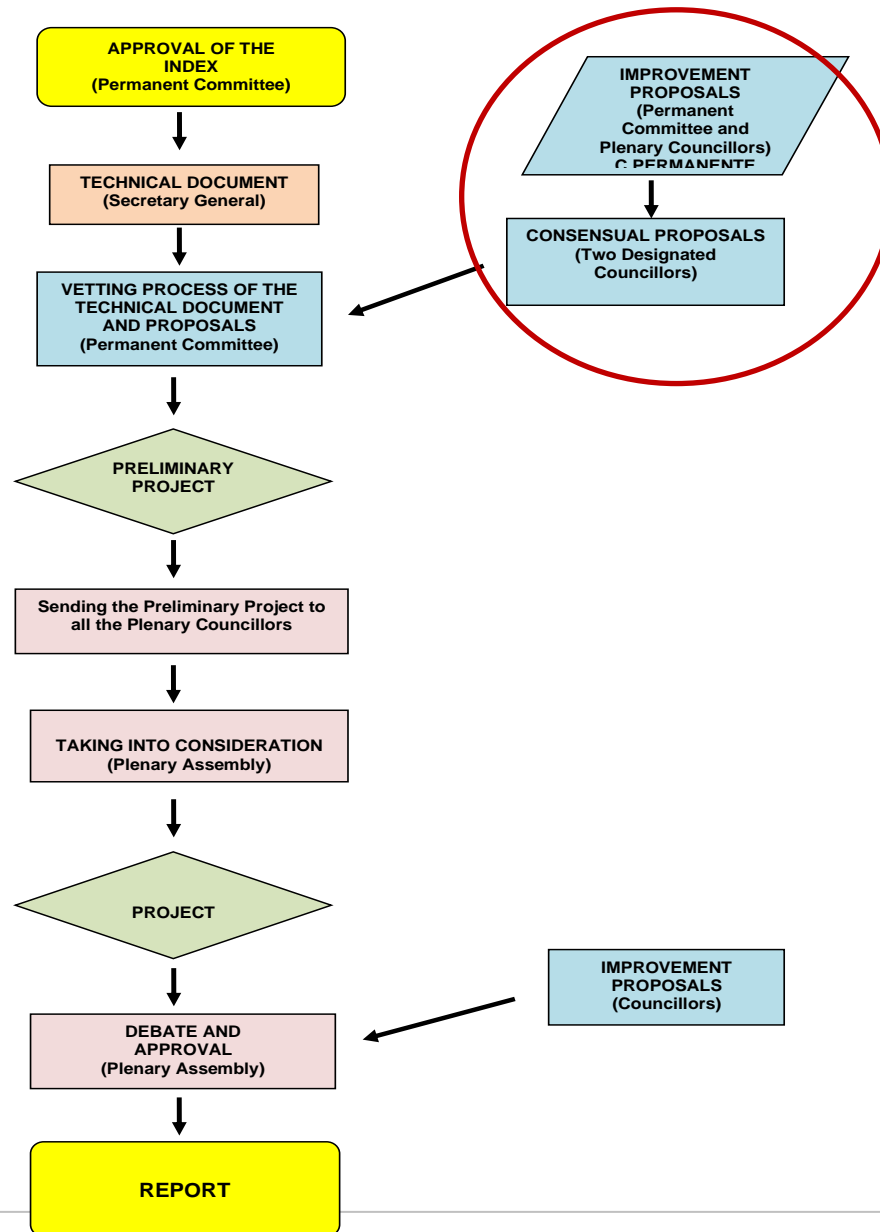 APPROVAL OF THE
INDEX
(Permanent Committee)
TECHNICAL DOCUMENT
(Secretary General)
VETTING PROCESS OF THE
TECHNICAL DOCUMENT
AND PROPOSALS
(Permanent Committee)
IMPROVEMENT
PROPOSALS
(Permanent
Committee and
Plenary Councillors)
C PERMANENTE
CONSENSUAL PROPOSALS
(Two Designated
Councillors)
PRELIMINARY
PROJECT
Sending the Preliminary Project to
all the Plenary Councillors
TAKING INTO CONSIDERATION
(Plenary Assembly)
PROJECT
IMPROVEMENT
PROPOSALS
(Councillors)
DEBATE AND
APPROVAL
(Plenary Assembly)
REPORT